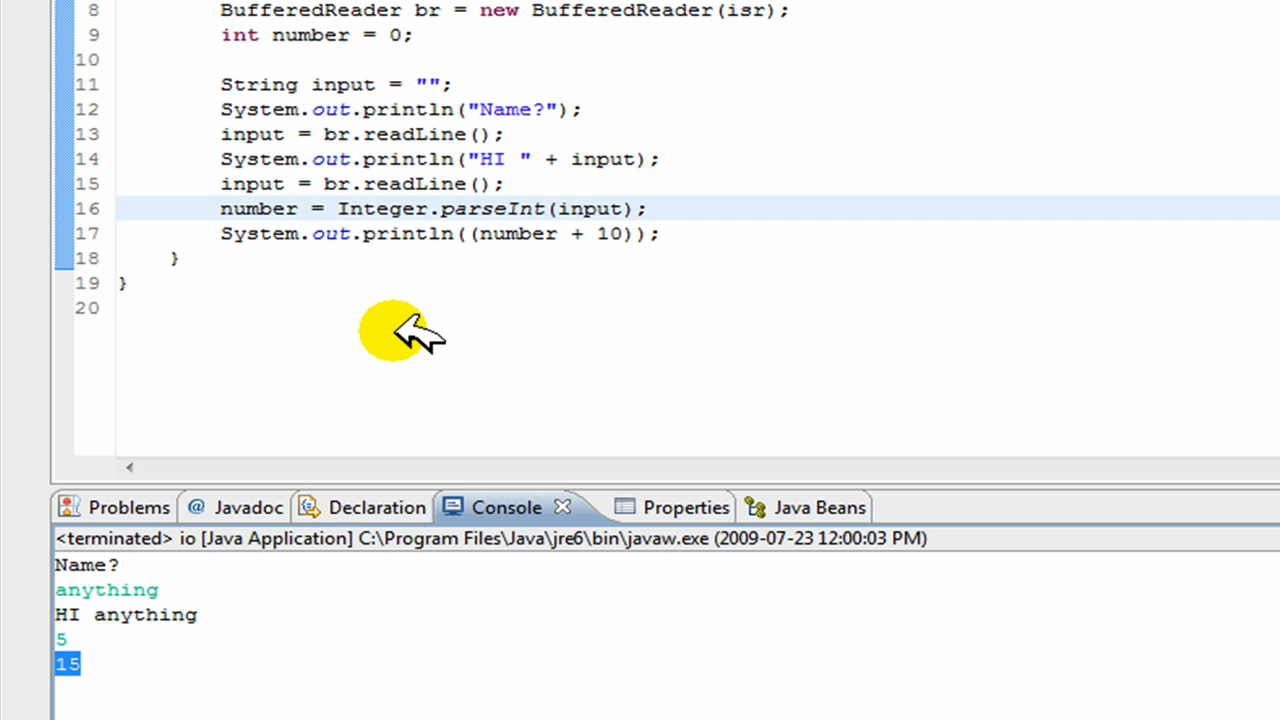 8 BufferedReader br = new BufferedReader(isr);
9 int number = 0;
10
11 String input = "";
12 System.out.println("Name?");
13 input = br.readLine();
14 System.out.println("HI " + input);
15 input = br.readLine();
16 number = Integer.parseInt(input);
17 System.out.println((number + 10));
18 }
19 }
20
Problems @ Javadoc Declaration Console Properties Java Beans
<terminated> io [Java Application] C:\Program Files\Java\jre6\bin\javaw.exe (2009-07-23 12:00:03 PM)
Name?
anything
HI anything
5
15